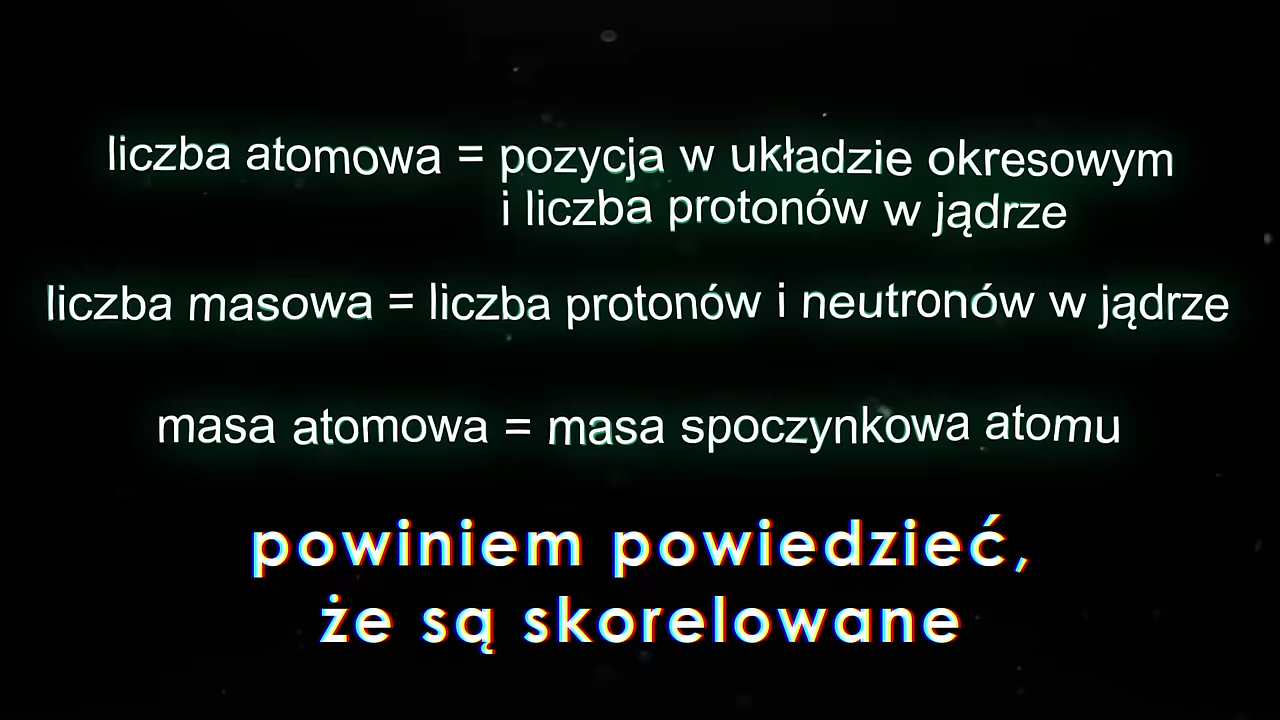 liczba atomowa = pozycja w układzie okresowym
i liczba protonów w jądrze
liczba masowa = liczba protonów i neutronów w jądrze
masa atomowa = masa spoczynkowa atomu
powiniem powiedzieć,
że są skorelowane